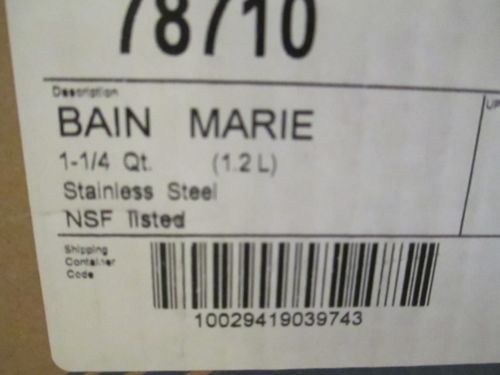 78710
Description
BAIN MARIE
1-1/4 Qt. (1.2 L)
Stainless Steel
NSF listed
Shipping
Container
Code
10029419039743